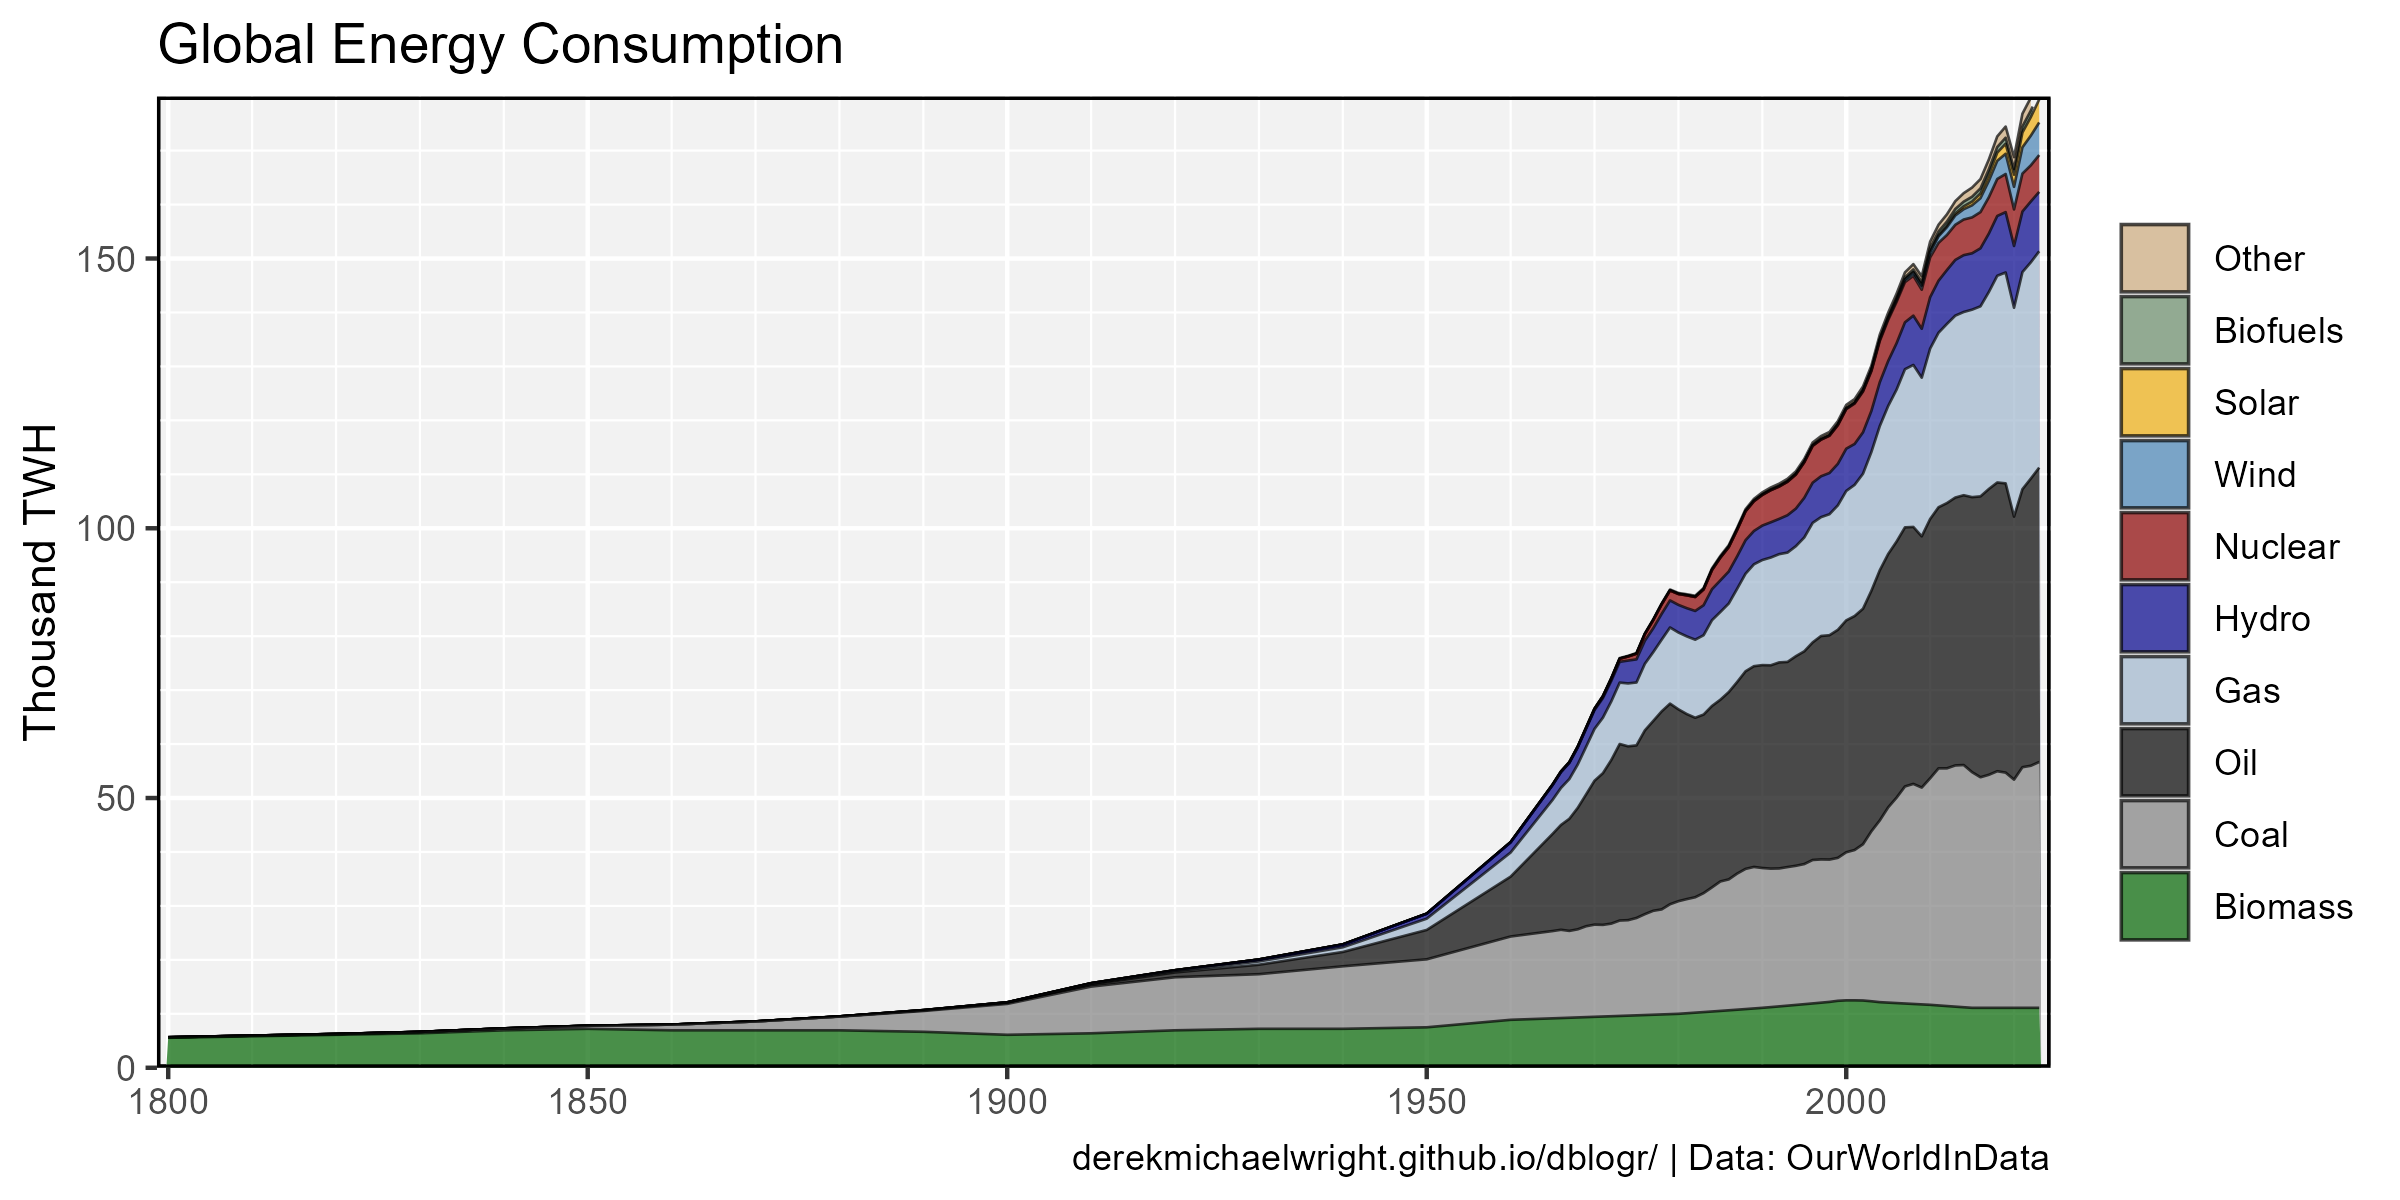 Global Energy Consumption
Thousand TWH
150
100
50
0
1800
1850
1900
1950
2000
Other
Biofuels
Solar
Wind
Nuclear
Hydro
Gas
Oil
Coal
Biomass
derekmichaelwright.github.io/dblogr/ | Data: OurWorldInData